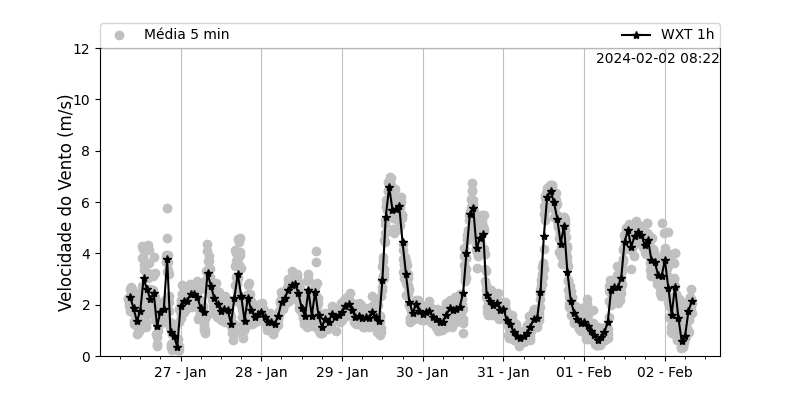 Média 5 min
WXT 1h
2024-02-02 08:22
Velocidade do Vento (m/s)
12
10
8
6
4
2
0
27 - Jan
28 - Jan
29 - Jan
30 - Jan
31 - Jan
01 - Feb
02 - Feb